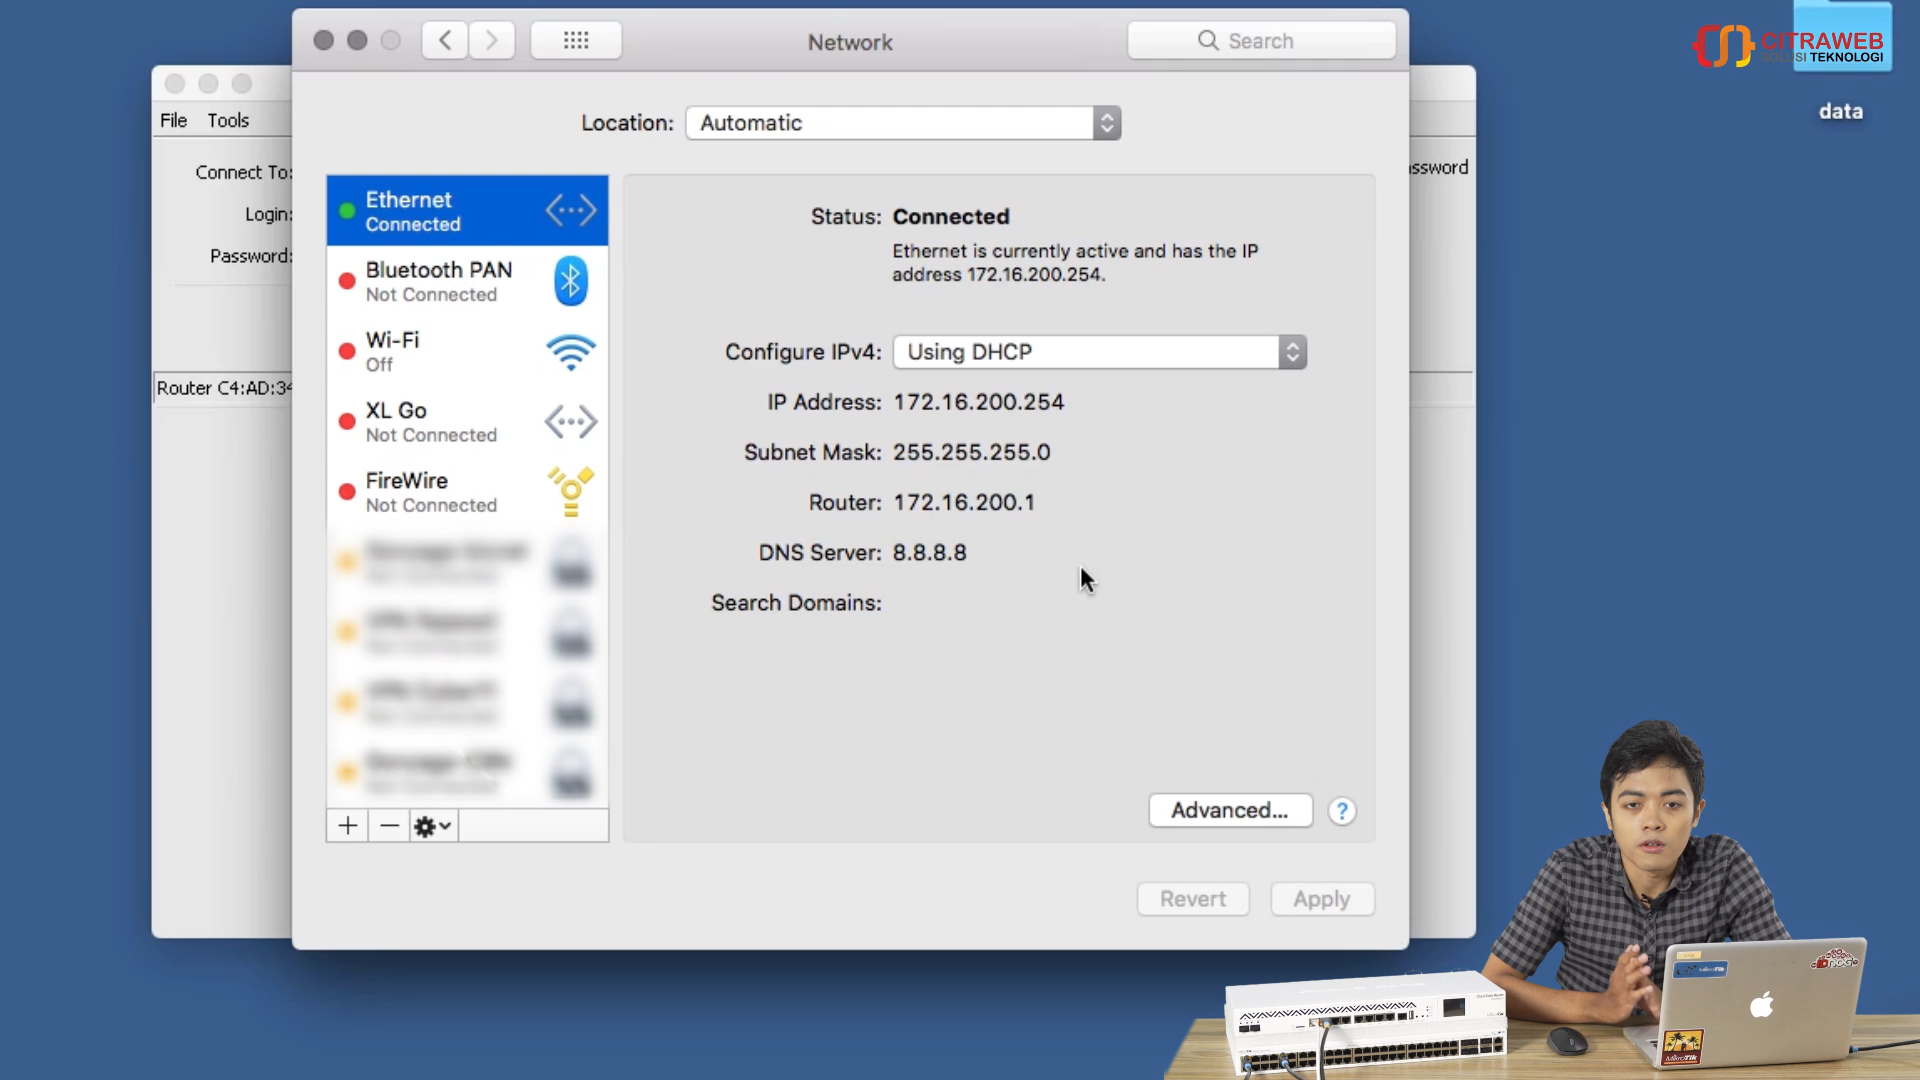 Network
Search
CITRAWEB
SOLUSI TEKNOLOGI
data
File Tools
Location: Automatic
Connect To:
Login:
Password:
ssword
Router C4:AD:34
Ethernet
Connected
Bluetooth PAN
Not Connected
Wi-Fi
Off
XL Go
Not Connected
FireWire
Not Connected
Status: Connected
Ethernet is currently active and has the IP
address 172.16.200.254.
Configure IPv4: Using DHCP
IP Address: 172.16.200.254
Subnet Mask: 255.255.255.0
Router: 172.16.200.1
DNS Server: 8.8.8.8
Search Domains:
Advanced...
?
Revert
Apply
MikroTik